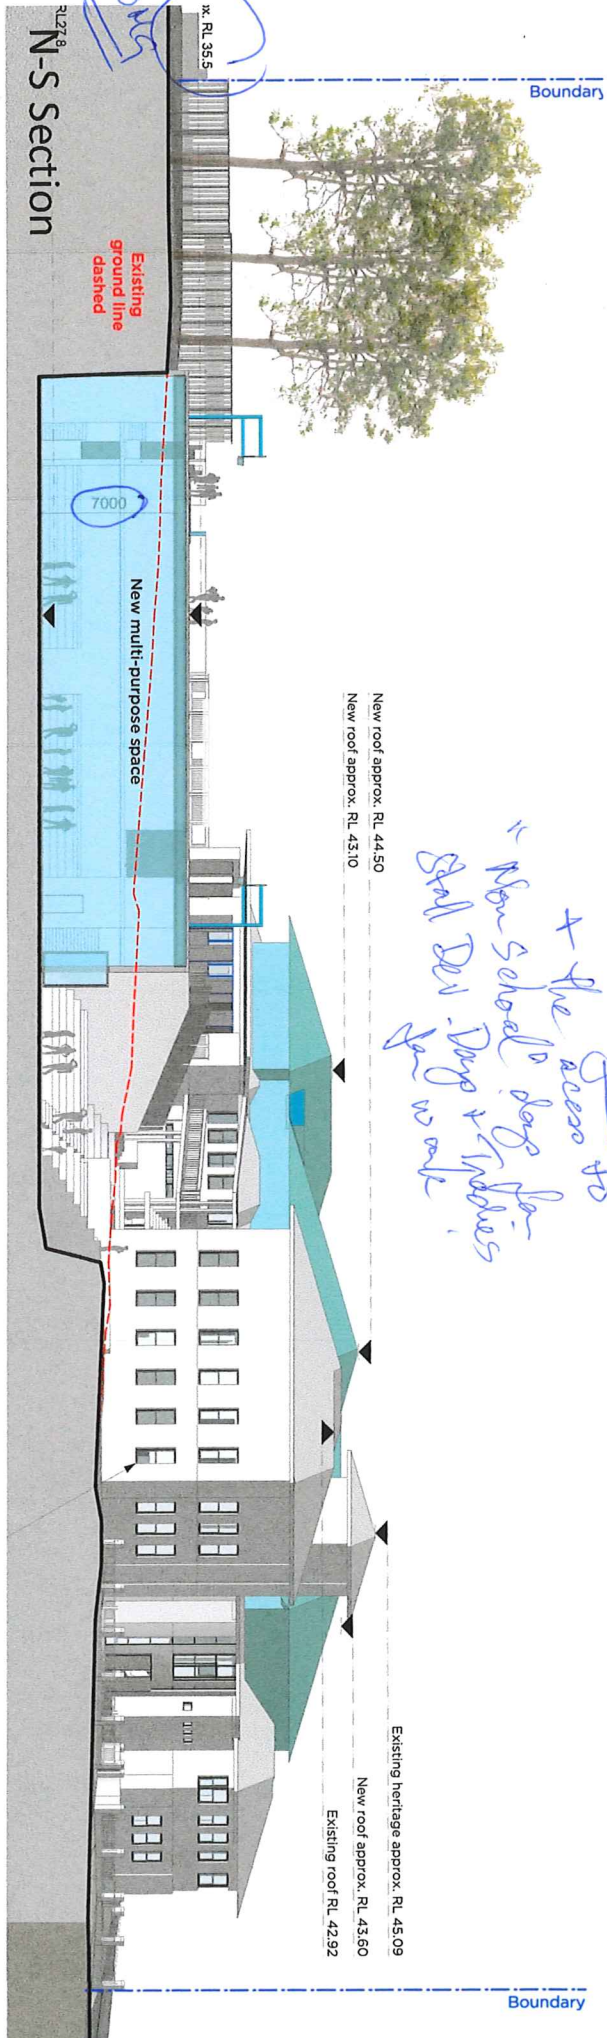 Boundary
x. RL 35.5
RL27.8
N-S Section
Existing
ground line
dashed
7000
New multi-purpose space
New roof approx. RL 44.50
New roof approx. RL 43.10
+ the access to
"Non School" days for
Staff Dev. Days + Tradies
for work
Existing heritage approx. RL 45.09
New roof approx. RL 43.60
Existing roof RL 42.92
Boundary